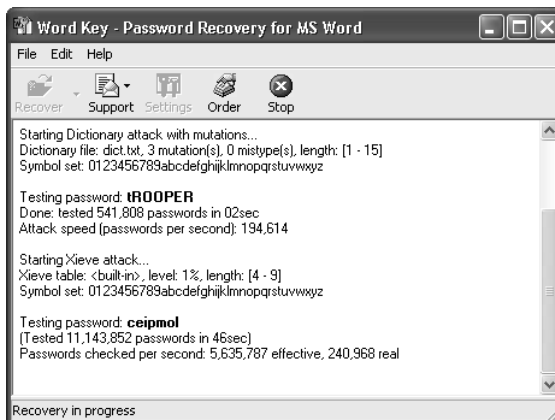 Word Key - Password Recovery for MS Word
File Edit Help
Recover Support Settings Order Stop
Starting Dictionary attack with mutations...
Dictionary file: dict.txt, 3 mutation(s), 0 mistype(s), length: [1 - 15]
Symbol set: 0123456789abcdefghijklmnopqrstuvwxyz
Testing password: tROOPER
Done: tested 541,808 passwords in 02sec
Attack speed (passwords per second): 194,614
Starting Xieve attack...
Xieve table: <built-in>, level: 1%, length: [4 - 9]
Symbol set: 0123456789abcdefghijklmnopqrstuvwxyz
Testing password: ceipmol
(Tested 11,143,852 passwords in 46sec)
Passwords checked per second: 5,635,787 effective, 240,968 real
Recovery in progress